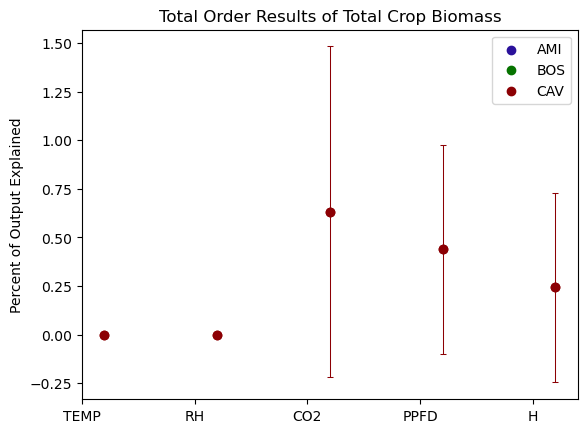 Total Order Results of Total Crop Biomass
AMI
BOS
CAV
Percent of Output Explained
1.50
1.25
1.00
0.75
0.50
0.25
0.00
−0.25
TEMP RH CO2 PPFD H